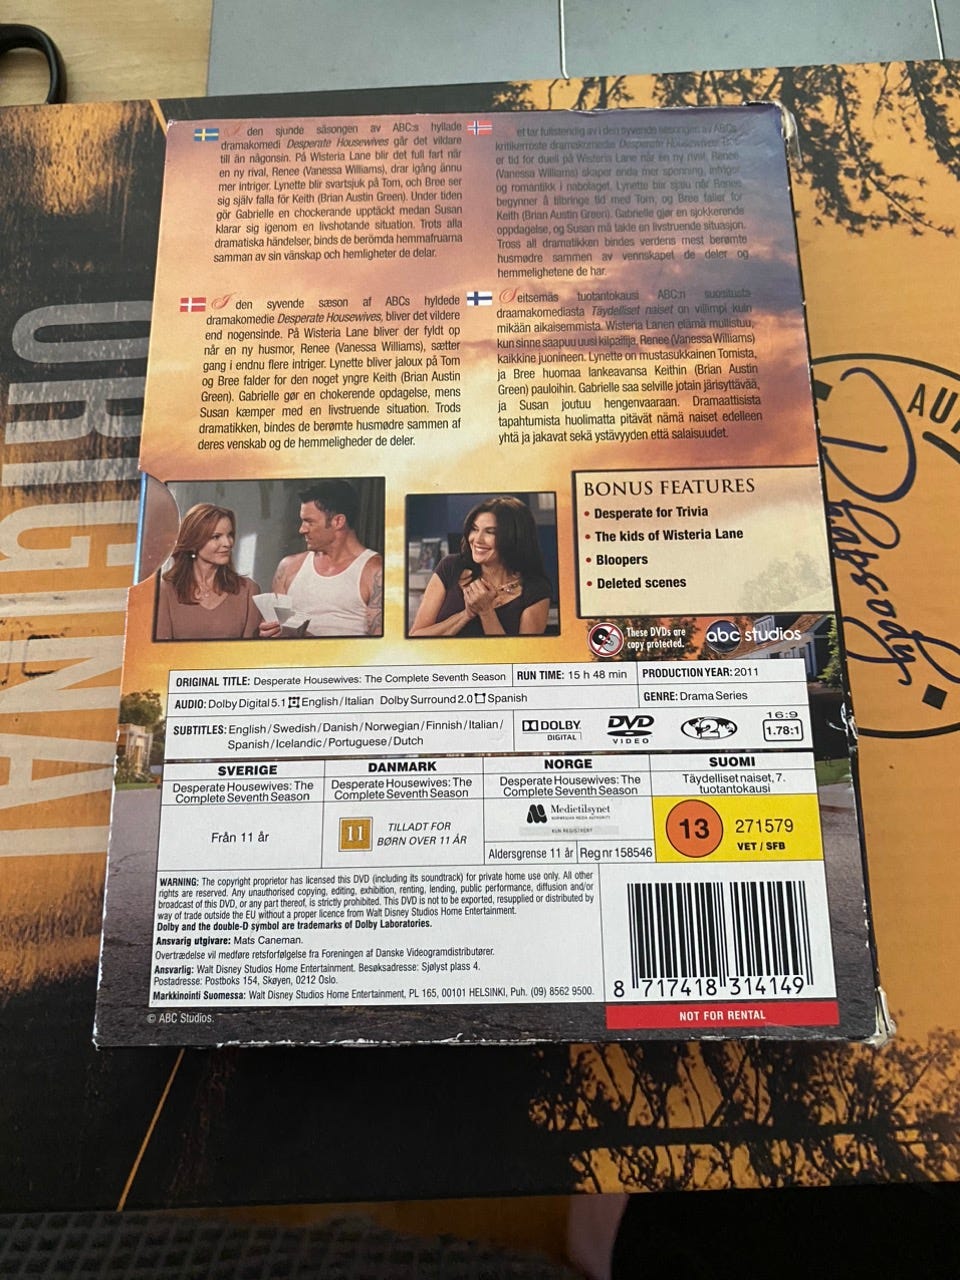 den sjunde säsongen av ABC:s hyllade
dramakomedi Desperate Housewives går det vildare
till än någonsin. På Wisteria Lane blir det full fart när
en ny rival, Renee (Vanessa Williams), drar igång ännu
mer intriger. Lynette blir svartsjuk på Tom, och Bree ser
sig själv falla för Keith (Brian Austin Green). Under tiden
gör Gabrielle en chockerande upptäckt medan Susan
klarar sig igenom en livshotande situation. Trots alla
dramatiska händelser, binds de berömda hemmafruarna
samman av sin vänskap och hemligheter de delar.
et tar fullstendig av i den syvende sesongen av ABCs
kritikerroste dramakomedie Desperate Housewives
er tid for duell på Wisteria Lane når en ny rival, Renee
(Vanessa Williams) skaper enda mer spenning, intriger
og romantikk i nabolaget. Lynette blir sjalu når Renee
begynner å tilbringe tid med Tom, og Bree faller for
Keith (Brian Austin Green). Gabrielle gjør en sjokkerende
oppdagelse, og Susan må takle en livstruende situasjon.
Tross all dramatikken bindes verdens mest berømte
husmødre sammen av vennskapet de deler og
hemmelighetene de har.
I den syvende sæson af ABCs hyldede
dramakomedie Desperate Housewives, bliver det vildere
end nogensinde. På Wisteria Lane bliver der fyldt op
når en ny husmor, Renee (Vanessa Williams), sætter
gang i endnu flere intriger. Lynette bliver jaloux på Tom
og Bree falder for den noget yngre Keith (Brian Austin
Green). Gabrielle gør en chokerende opdagelse, mens
Susan kæmper med en livstruende situation. Trods
dramatikken, bindes de berømte husmødre sammen af
deres venskab og de hemmeligheder de deler.
Seitsemäs tuotantokausi ABC:n suositusta
draamakomediasta Täydelliset naiset on villimpi kuin
mikään aikaisemmista. Wisteria Lanen elämä mullistuu,
kun sinne saapuu uusi kilpailija, Renee (Vanessa Williams)
kaikkine juonineen. Lynette on mustasukkainen Tomista,
ja Bree huomaa lankeavansa Keithin (Brian Austin
Green) pauloihin. Gabrielle saa selville jotain järisyttävää,
ja Susan joutuu hengenvaaraan. Dramaattisista
tapahtumista huolimatta pitävät nämä naiset edelleen
yhtä ja jakavat sekä ystävyyden että salaisuudet.
BONUS FEATURES
• Desperate for Trivia
• The kids of Wisteria Lane
• Bloopers
• Deleted scenes
These DVDs are
copy protected.
abc studios
ORIGINAL TITLE: Desperate Housewives: The Complete Seventh Season
RUN TIME: 15 h 48 min
PRODUCTION YEAR: 2011
AUDIO: Dolby Digital 5.1 English/Italian Dolby Surround 2.0 Spanish
GENRE: Drama Series
SUBTITLES: English/Swedish/Danish/Norwegian/Finnish/Italian/
Spanish/Icelandic/Portuguese/Dutch
DOLBY
DIGITAL
DVD
VIDEO
2
16:9
1.78:1
SVERIGE
Desperate Housewives: The
Complete Seventh Season
Från 11 år
DANMARK
Desperate Housewives: The
Complete Seventh Season
11
TILLADT FOR
BØRN OVER 11 ÅR
NORGE
Desperate Housewives: The
Complete Seventh Season
Medietilsynet
NORWEGIAN MEDIA AUTHORITY
KUN REGISTRERT
Aldersgrense 11 år
Reg nr 158546
SUOMI
Täydelliset naiset, 7.
tuotantokausi
13
271579
VET / SFB
WARNING: The copyright proprietor has licensed this DVD (including its soundtrack) for private home use only. All other
rights are reserved. Any unauthorised copying, editing, exhibition, renting, lending, public performance, diffusion and/or
broadcast of this DVD, or any part thereof, is strictly prohibited. This DVD is not to be exported, resupplied or distributed by
way of trade outside the EU without a proper licence from Walt Disney Studios Home Entertainment.
Dolby and the double-D symbol are trademarks of Dolby Laboratories.
Ansvarig utgivare: Mats Caneman.
Overtrædelse vil medføre retsforfølgelse fra Foreningen af Danske Videogramdistributører.
Ansvarlig: Walt Disney Studios Home Entertainment. Besøksadresse: Sjølyst plass 4.
Postadresse: Postboks 154, Skøyen, 0212 Oslo.
Markkinointi Suomessa: Walt Disney Studios Home Entertainment, PL 165, 00101 HELSINKI, Puh. (09) 8562 9500.
© ABC Studios.
8 717418 314149
NOT FOR RENTAL
ORIGINAL
AU